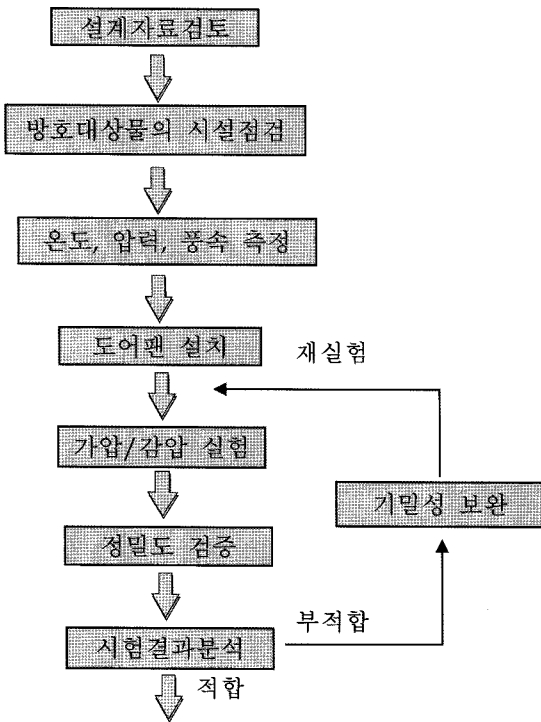 설계자료검토
방호대상물의 시설점검
온도, 압력, 풍속 측정
도어팬 설치
재실험
가압/감압 실험
기밀성 보완
정밀도 검증
부적합
시험결과분석
적합